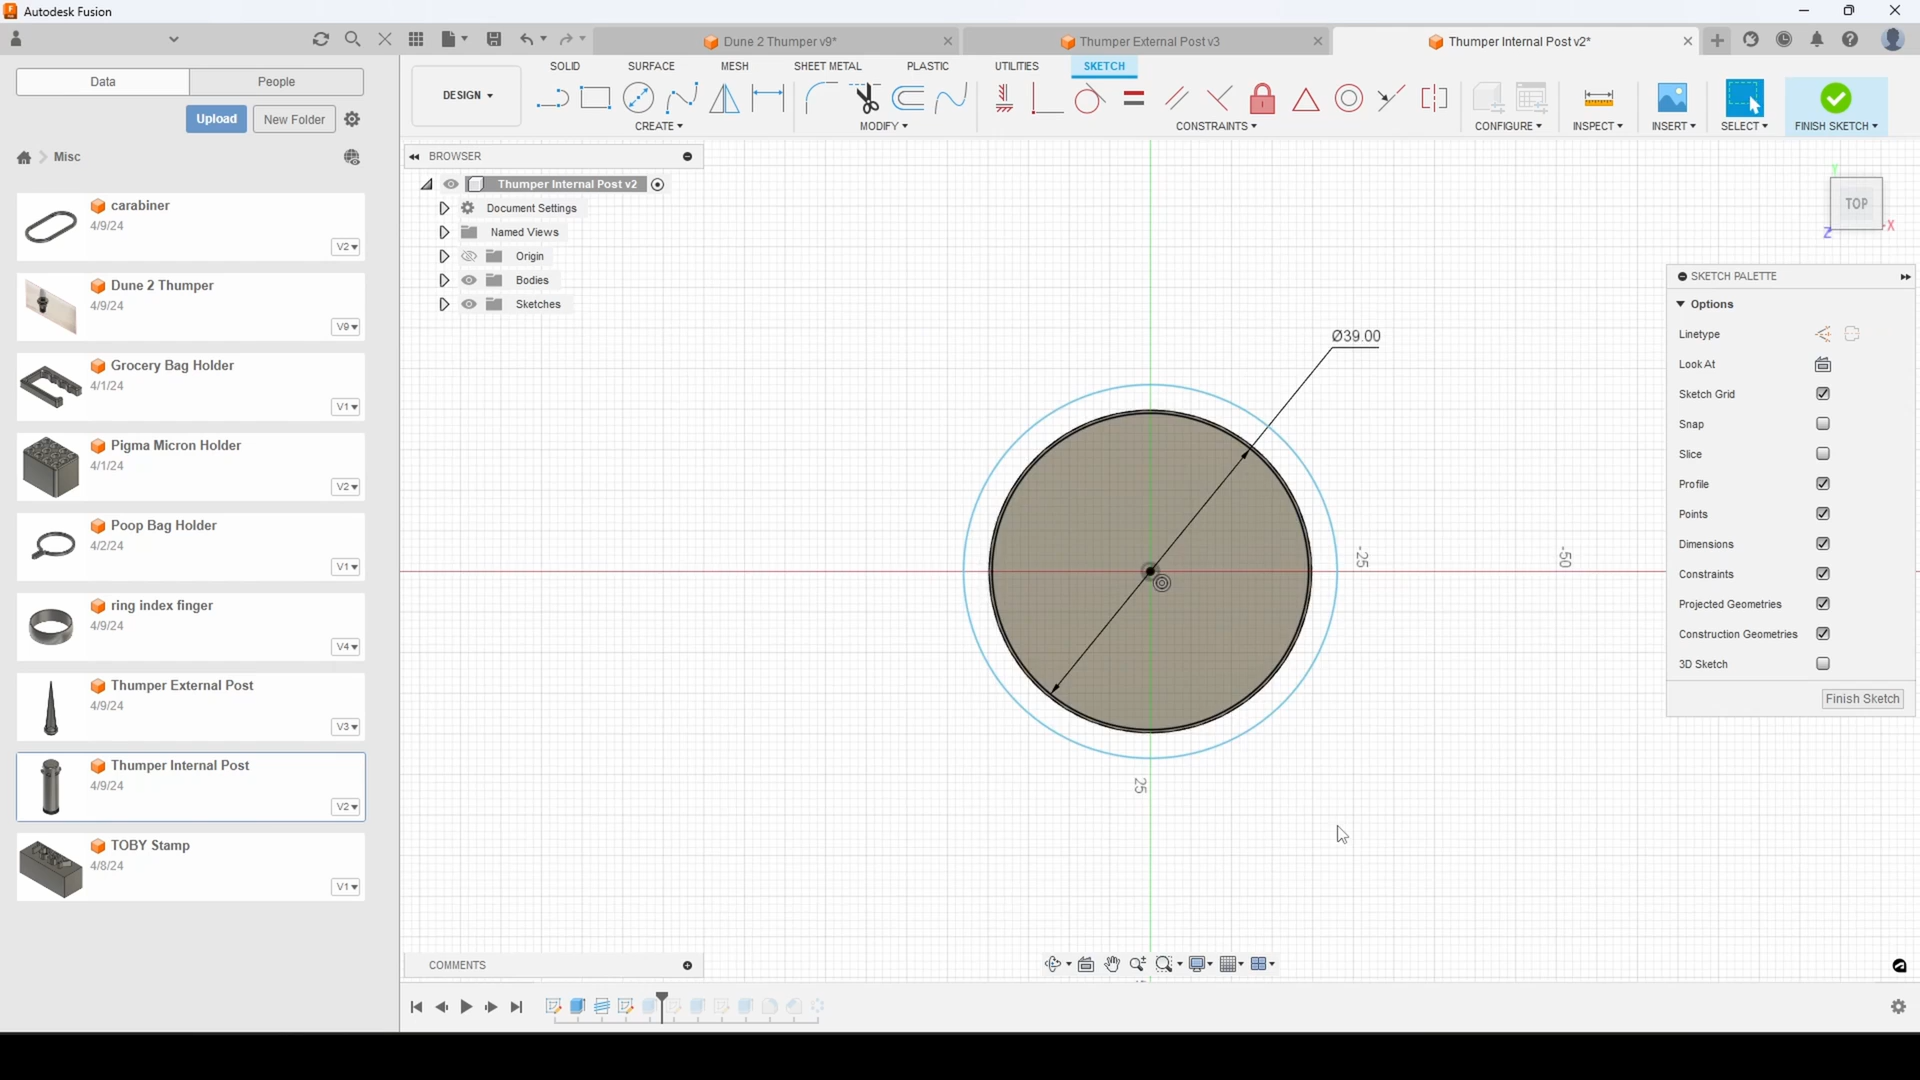 Autodesk Fusion
Dune 2 Thumper v9*
Thumper External Post v3
Thumper Internal Post v2*
Data
People
Upload
New Folder
Misc
carabiner
4/9/24
V2
Dune 2 Thumper
4/9/24
V9
Grocery Bag Holder
4/1/24
V1
Pigma Micron Holder
4/1/24
V2
Poop Bag Holder
4/2/24
V1
ring index finger
4/9/24
V4
Thumper External Post
4/9/24
V3
Thumper Internal Post
4/9/24
V2
TOBY Stamp
4/8/24
V1
DESIGN
SOLID
SURFACE
MESH
SHEET METAL
PLASTIC
UTILITIES
SKETCH
CREATE
MODIFY
CONSTRAINTS
CONFIGURE
INSPECT
INSERT
SELECT
FINISH SKETCH
BROWSER
Thumper Internal Post v2
Document Settings
Named Views
Origin
Bodies
Sketches
Ø39.00
-25
-50
25
Y
TOP
X
Z
SKETCH PALETTE
Options
Linetype
Look At
Sketch Grid
Snap
Slice
Profile
Points
Dimensions
Constraints
Projected Geometries
Construction Geometries
3D Sketch
Finish Sketch
COMMENTS